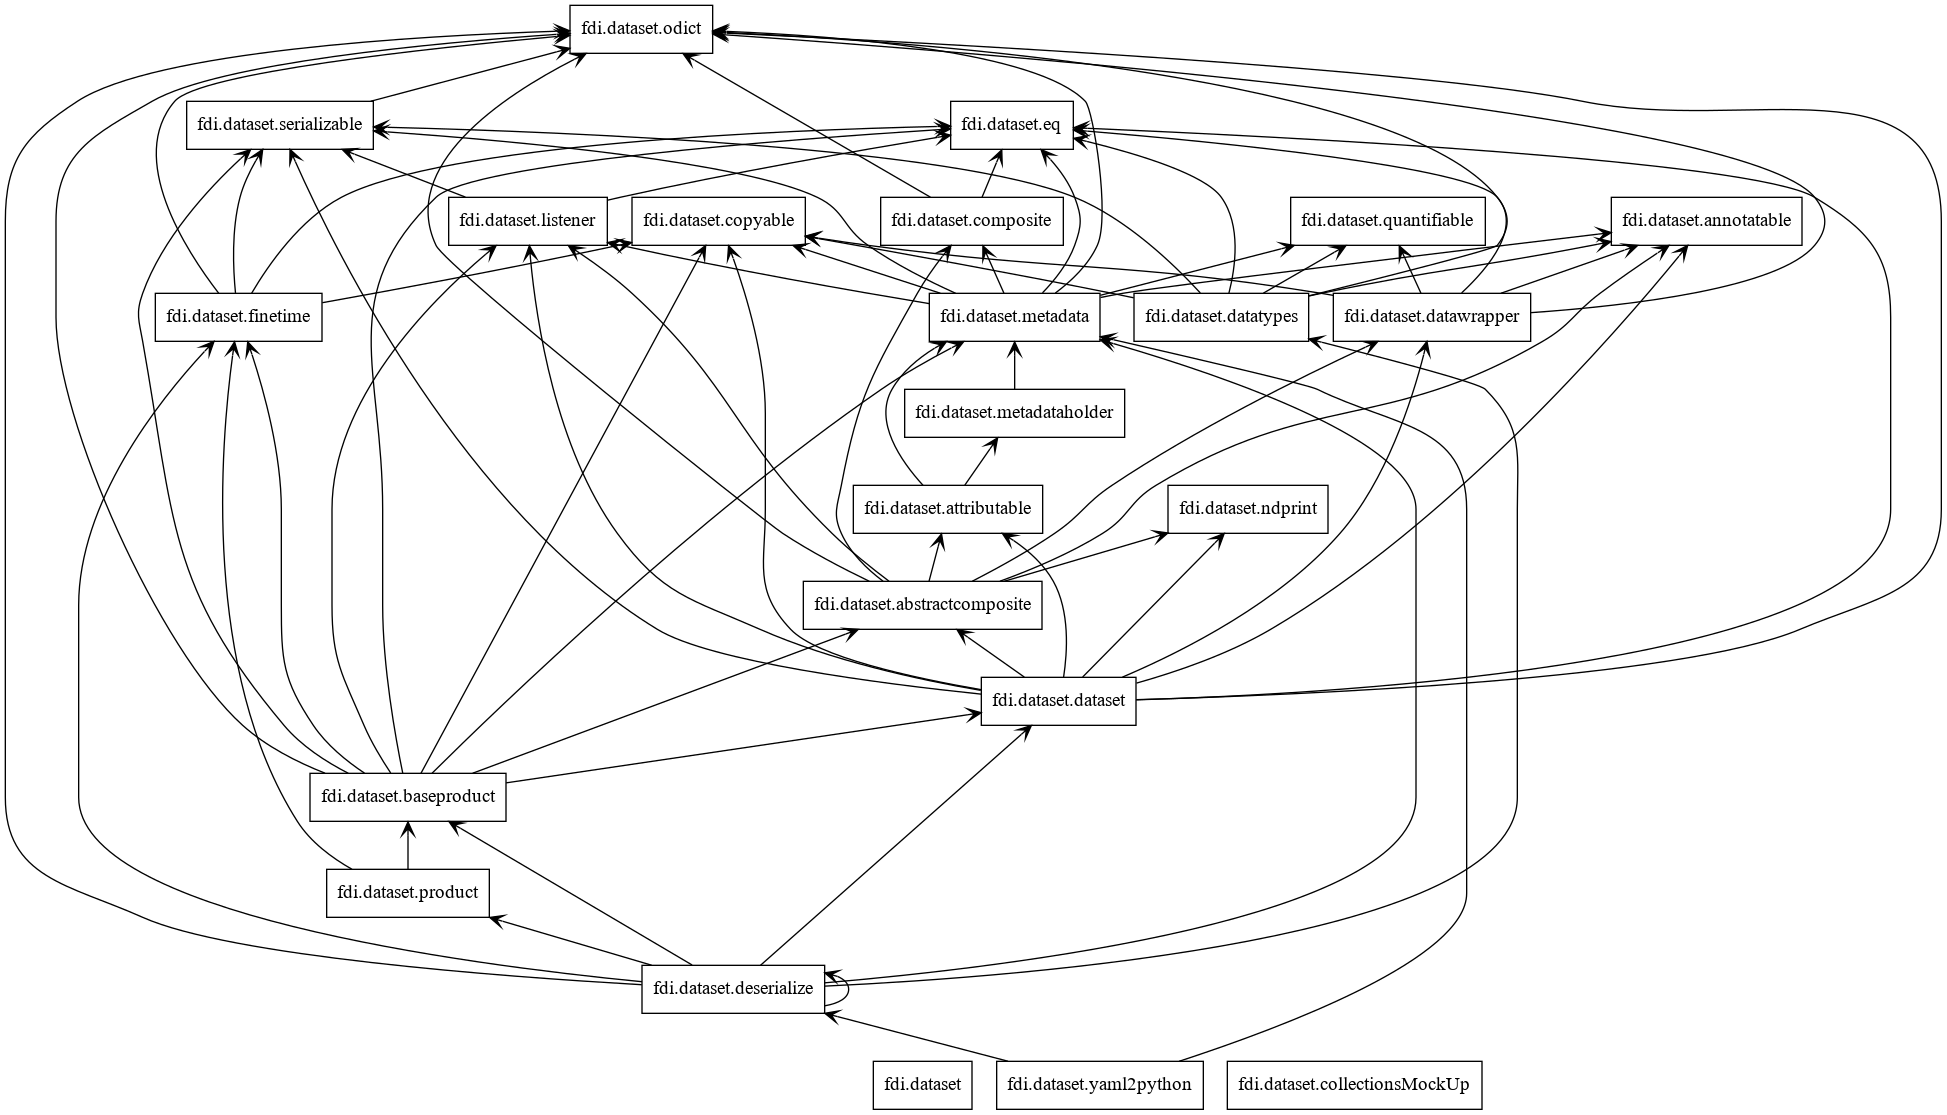 fdi.dataset.odict
fdi.dataset.serializable
fdi.dataset.eq
fdi.dataset.listener
fdi.dataset.copyable
fdi.dataset.composite
fdi.dataset.quantifiable
fdi.dataset.annotatable
fdi.dataset.finetime
fdi.dataset.metadata
fdi.dataset.datatypes
fdi.dataset.datawrapper
fdi.dataset.metadataholder
fdi.dataset.attributable
fdi.dataset.ndprint
fdi.dataset.abstractcomposite
fdi.dataset.dataset
fdi.dataset.baseproduct
fdi.dataset.product
fdi.dataset.deserialize
fdi.dataset
fdi.dataset.yaml2python
fdi.dataset.collectionsMockUp